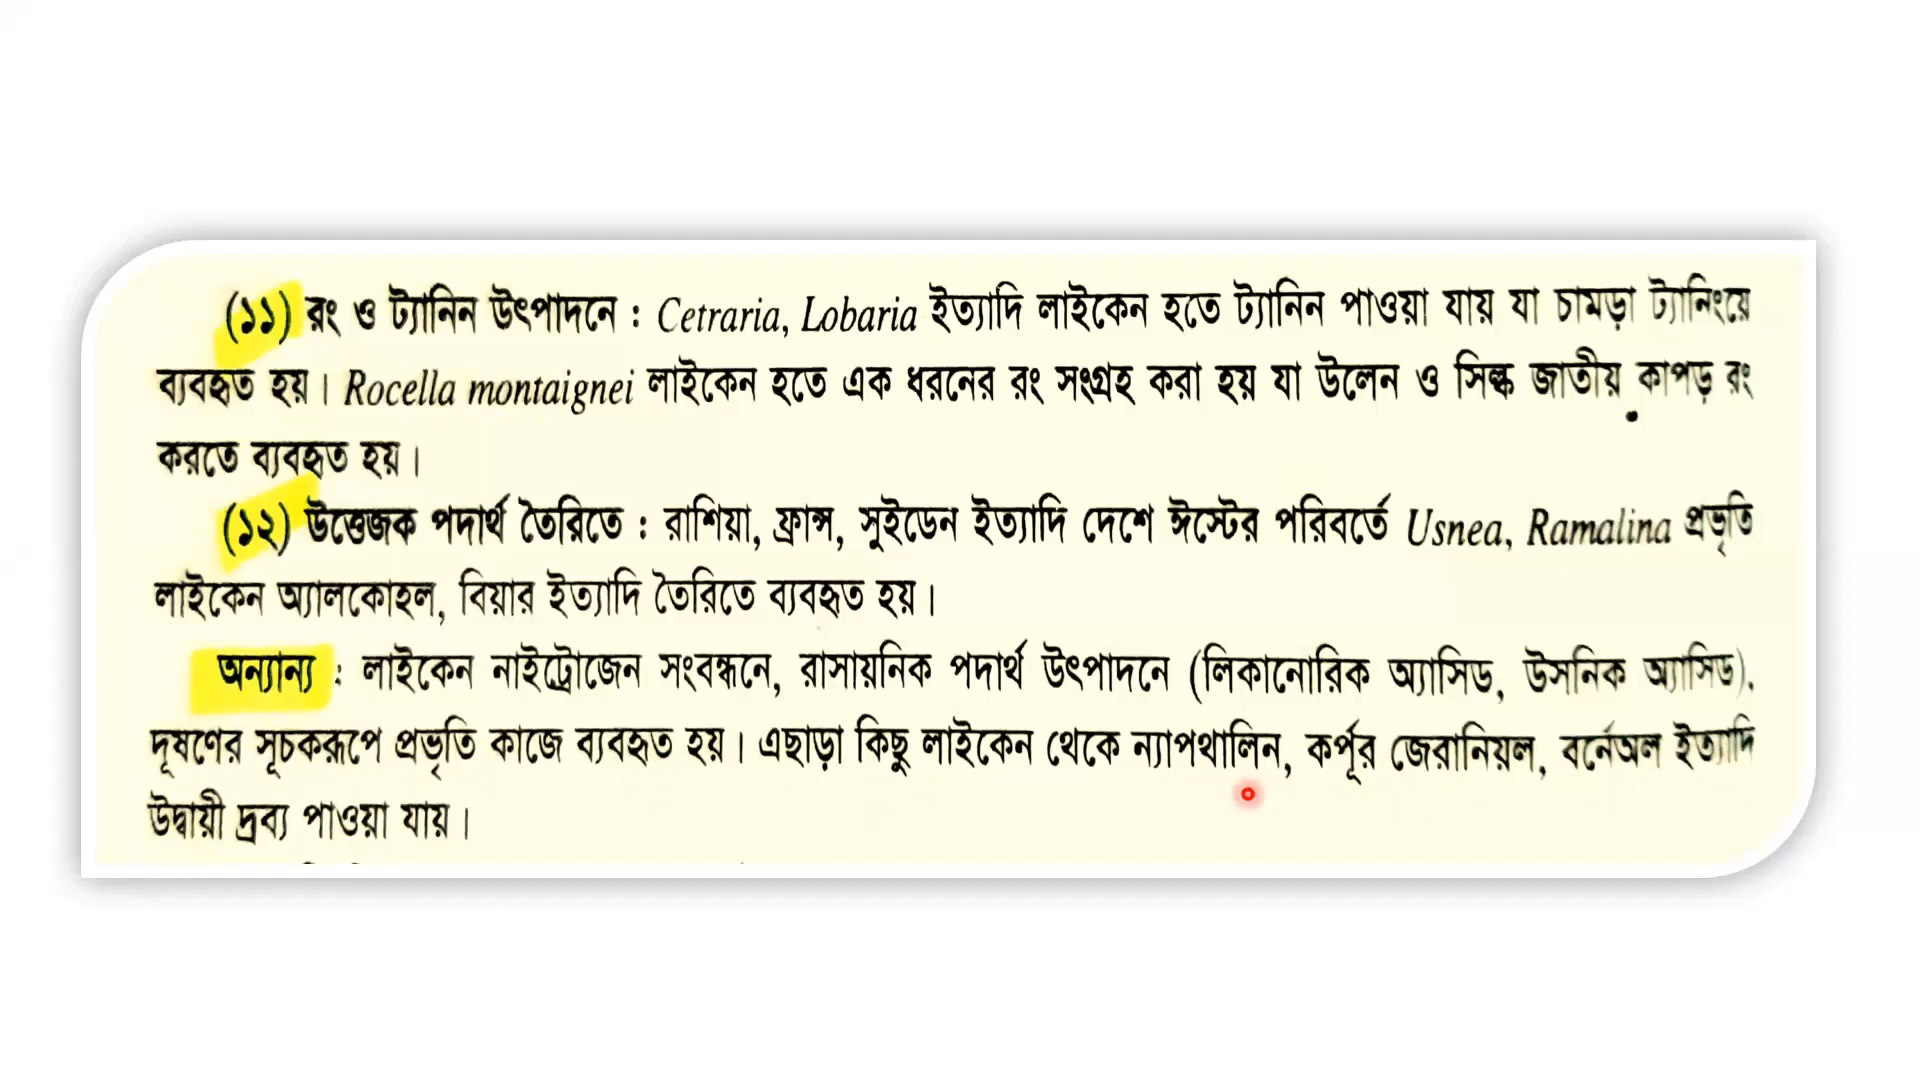 (১১) রং ও ট্যানিন উৎপাদনে : Cetraria, Lobaria ইত্যাদি লাইকেন হতে ট্যানিন পাওয়া যায় যা চামড়া ট্যানিংয়ে
ব্যবহৃত হয়। Rocella montaignei লাইকেন হতে এক ধরনের রং সংগ্রহ করা হয় যা উলেন ও সিল্ক জাতীয় কাপড় রং
করতে ব্যবহৃত হয়।
(১২) উত্তেজক পদার্থ তৈরিতে : রাশিয়া, ফ্রান্স, সুইডেন ইত্যাদি দেশে ঈস্টের পরিবর্তে Usnea, Ramalina প্রভৃতি
লাইকেন অ্যালকোহল, বিয়ার ইত্যাদি তৈরিতে ব্যবহৃত হয়।
অন্যান্য : লাইকেন নাইট্রোজেন সংবন্ধনে, রাসায়নিক পদার্থ উৎপাদনে (লিকানোরিক অ্যাসিড, উসনিক অ্যাসিড),
দূষণের সূচকরূপে প্রভৃতি কাজে ব্যবহৃত হয়। এছাড়া কিছু লাইকেন থেকে ন্যাপথালিন, কর্পূর জেরানিয়ল, বর্নেঅল ইত্যাদি
উদ্বায়ী দ্রব্য পাওয়া যায়।